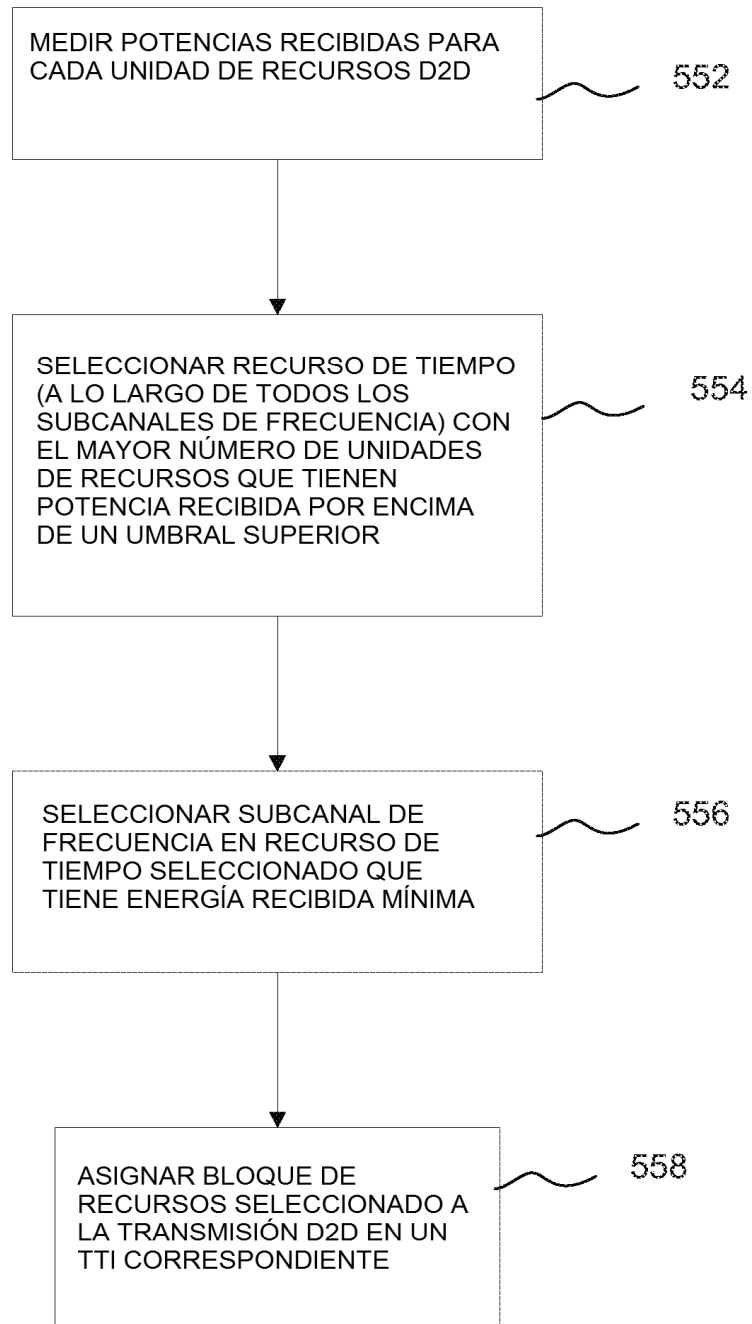 MEDIR POTENCIAS RECIBIDAS PARA
CADA UNIDAD DE RECURSOS D2D
552
SELECCIONAR RECURSO DE TIEMPO
(A LO LARGO DE TODOS LOS
SUBCANALES DE FRECUENCIA) CON
EL MAYOR NÚMERO DE UNIDADES
DE RECURSOS QUE TIENEN
POTENCIA RECIBIDA POR ENCIMA
DE UN UMBRAL SUPERIOR
554
SELECCIONAR SUBCANAL DE
FRECUENCIA EN RECURSO DE
TIEMPO SELECCIONADO QUE
TIENE ENERGÍA RECIBIDA MÍNIMA
556
ASIGNAR BLOQUE DE
RECURSOS SELECCIONADO A
LA TRANSMISIÓN D2D EN UN
TTI CORRESPONDIENTE
558